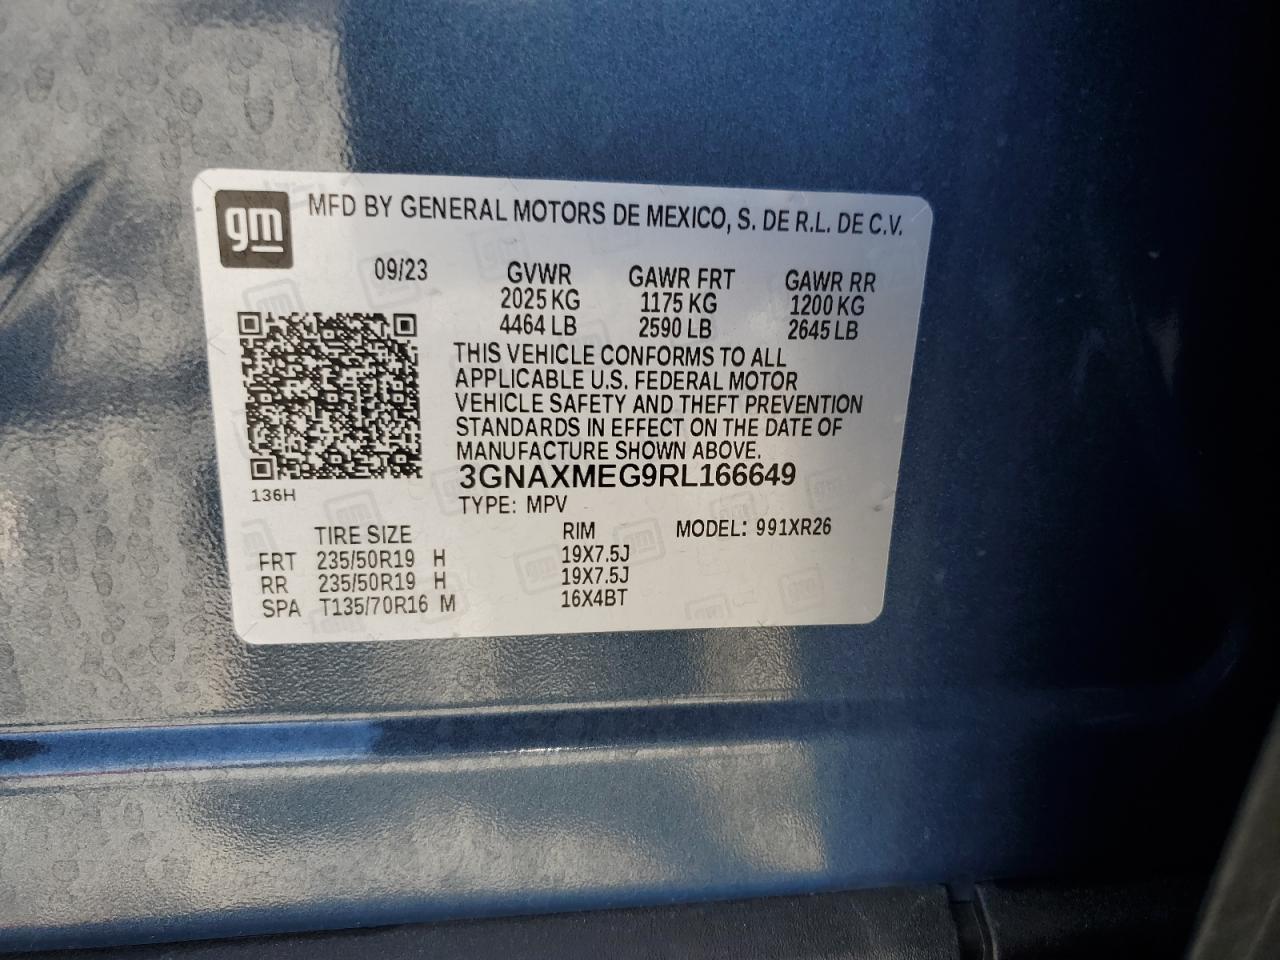 gm
MFD BY GENERAL MOTORS DE MEXICO, S. DE R.L. DE C.V.
09/23 GVWR GAWR FRT GAWR RR
2025 KG 1175 KG 1200 KG
4464 LB 2590 LB 2645 LB
THIS VEHICLE CONFORMS TO ALL
APPLICABLE U.S. FEDERAL MOTOR
VEHICLE SAFETY AND THEFT PREVENTION
STANDARDS IN EFFECT ON THE DATE OF
MANUFACTURE SHOWN ABOVE.
3GNAXMEG9RL166649
136H
TYPE: MPV
TIRE SIZE RIM MODEL: 991XR26
FRT 235/50R19 H 19X7.5J
RR 235/50R19 H 19X7.5J
SPA T135/70R16 M 16X4BT